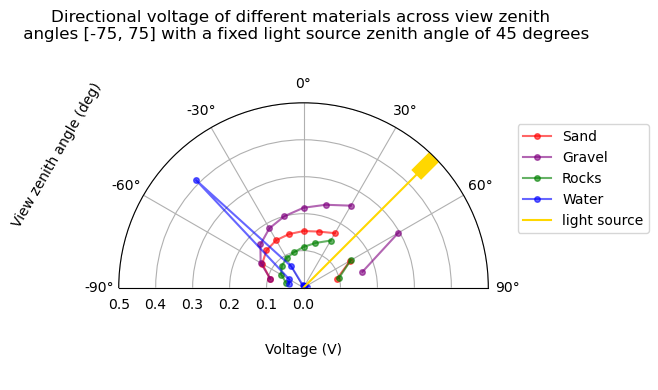 Directional voltage of different materials across view zenith
angles [-75, 75] with a fixed light source zenith angle of 45 degrees
0°
-30°
30°
-60°
60°
-90°
90°
View zenith angle (deg)
0.5 0.4 0.3 0.2 0.1 0.0
Voltage (V)
Sand
Gravel
Rocks
Water
light source